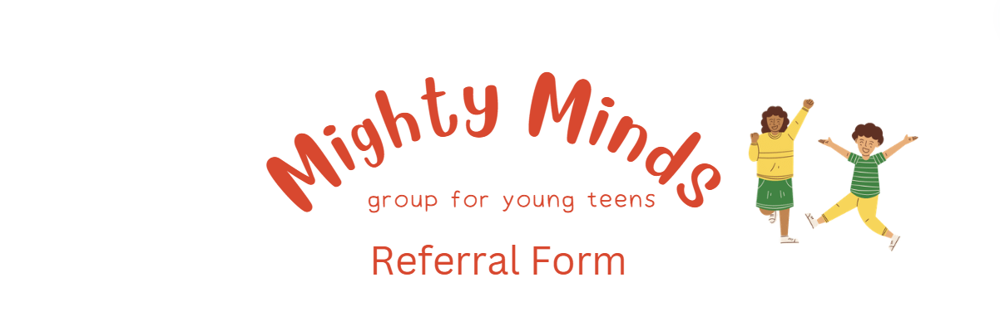 Mighty Minds
group for young teens
Referral Form